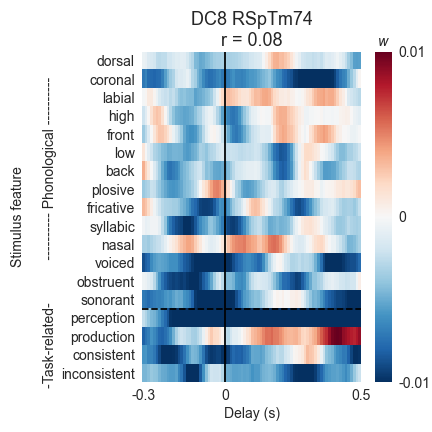 DC8 RSpTm74
r = 0.08
w
dorsal
coronal
labial
high
front
low
back
plosive
fricative
syllabic
nasal
voiced
obstruent
sonorant
perception
production
consistent
inconsistent
Stimulus feature
-Task-related- ---------- Phonological ----------
0.01
0
-0.01
-0.3 0 0.5
Delay (s)